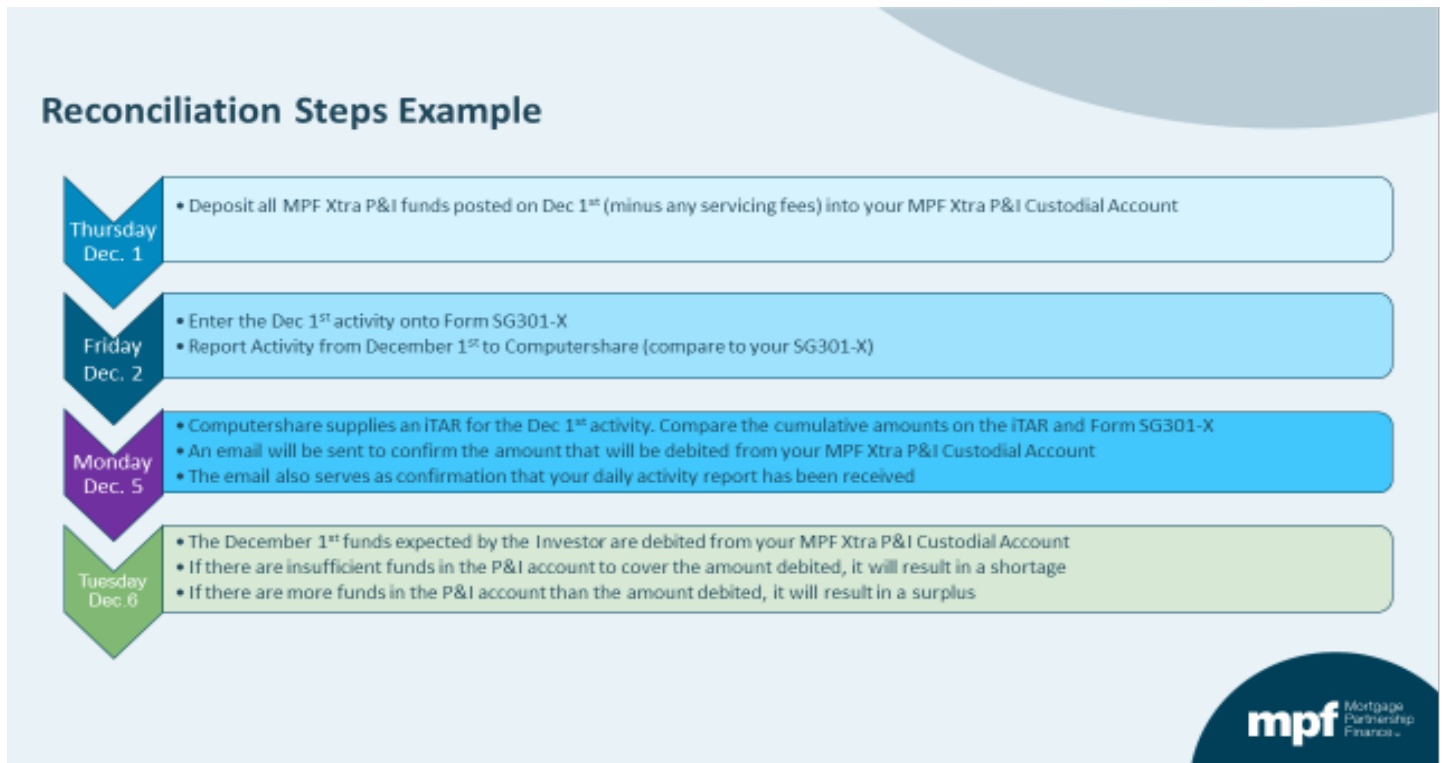 Reconciliation Steps Example
Thursday
Dec. 1
• Deposit all MPF Xtra P&I funds posted on Dec 1st (minus any servicing fees) into your MPF Xtra P&I Custodial Account
Friday
Dec. 2
• Enter the Dec 1st activity onto Form SG301-X
• Report Activity from December 1st to Computershare (compare to your SG301-X)
Monday
Dec. 5
• Computershare supplies an iTAR for the Dec 1st activity. Compare the cumulative amounts on the iTAR and Form SG301-X
• An email will be sent to confirm the amount that will be debited from your MPF Xtra P&I Custodial Account
• The email also serves as confirmation that your daily activity report has been received
Tuesday
Dec.6
• The December 1st funds expected by the Investor are debited from your MPF Xtra P&I Custodial Account
• If there are insufficient funds in the P&I account to cover the amount debited, it will result in a shortage
• If there are more funds in the P&I account than the amount debited, it will result in a surplus
mpf
Mortgage
Partnership
Finance